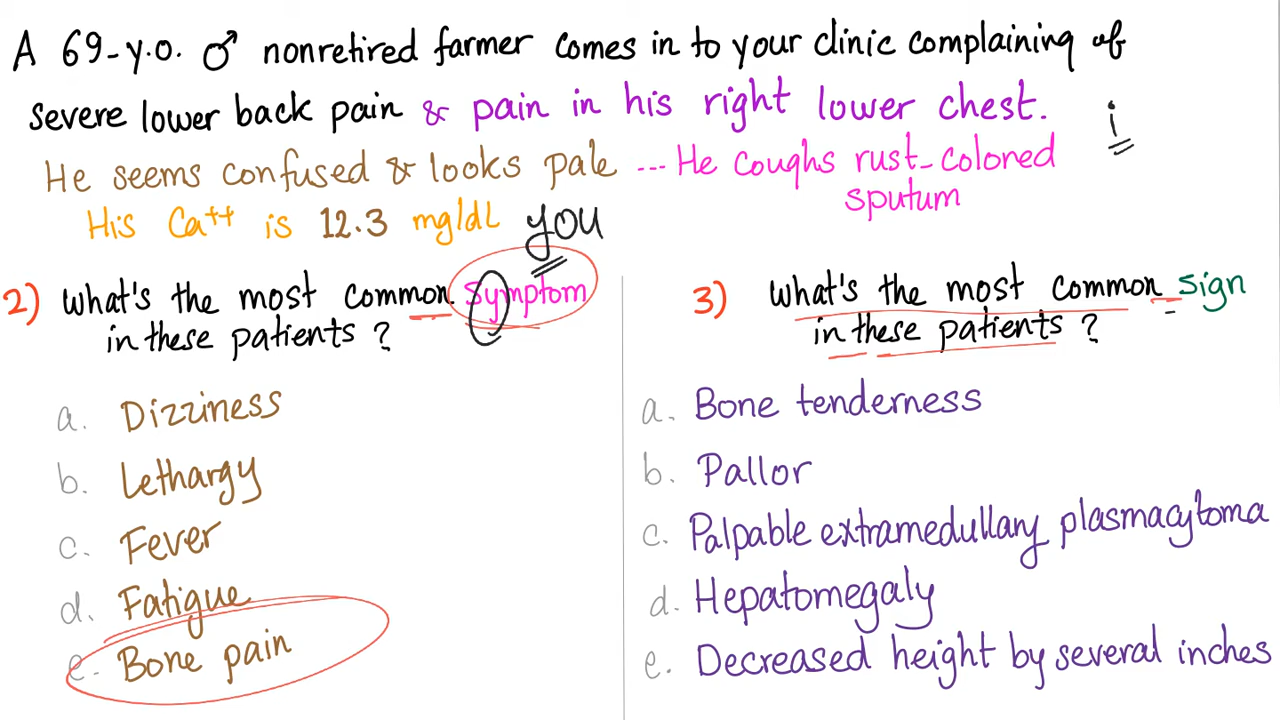 A 69-y.o. ♂ nonretired farmer comes in to your clinic complaining of
severe lower back pain & pain in his right lower chest.
i
He seems confused & looks pale --- He coughs rust-colored
sputum
His Ca++ is 12.3 mg/dL
you
2) What's the most common symptom
in these patients?
a. Dizziness
b. Lethargy
c. Fever
d. Fatigue
e. Bone pain
3) What's the most common sign
in these patients?
a. Bone tenderness
b. Pallor
c. Palpable extramedullary plasmacytoma
d. Hepatomegaly
e. Decreased height by several inches